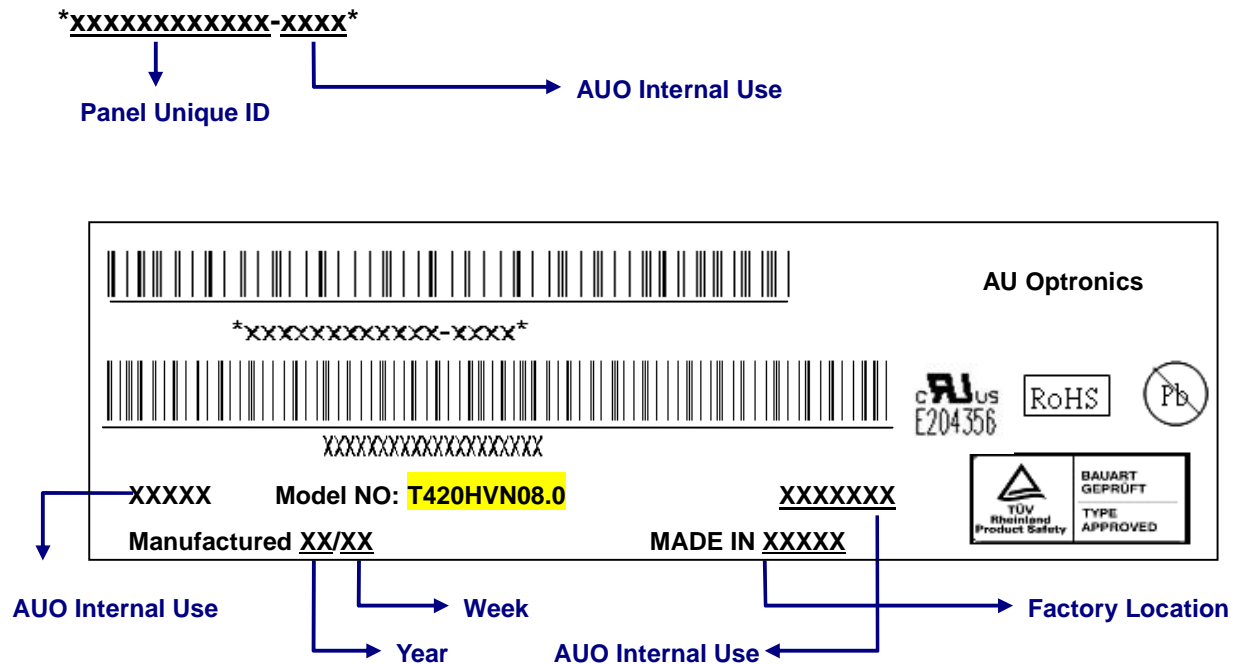 *xxxxxxxxxxxx-xxxx*
Panel Unique ID
AUO Internal Use
AU Optronics
*xxxxxxxxxxxx-xxxx*
c RU US
E204356
RoHS
Pb
XXXXXXXXXXXXXXXXXXXX
XXXXX Model NO: T420HVN08.0 XXXXXXX
TÜV
Rheinland
Product Safety
BAUART
GEPRÜFT
TYPE
APPROVED
Manufactured XX/XX MADE IN XXXXX
AUO Internal Use
Week
Factory Location
Year
AUO Internal Use